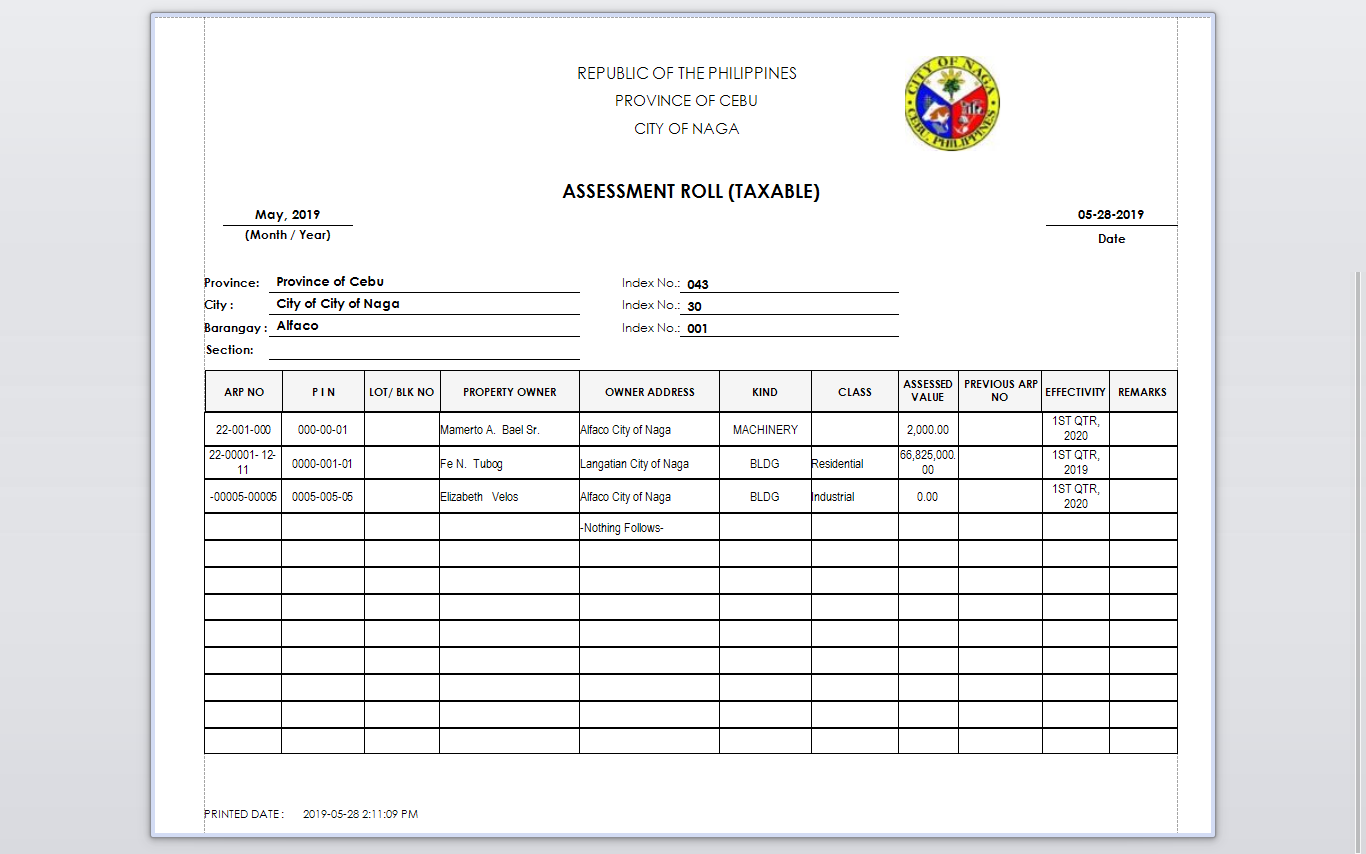 REPUBLIC OF THE PHILIPPINES
PROVINCE OF CEBU
CITY OF NAGA
CITY OF NAGA
CEBU, PHILIPPINES
ASSESSMENT ROLL (TAXABLE)
May, 2019
(Month / Year)
05-28-2019
Date
Province: Province of Cebu Index No.: 043
City : City of City of Naga Index No.: 30
Barangay : Alfaco Index No.: 001
Section:
ARP NO P I N LOT/ BLK NO PROPERTY OWNER OWNER ADDRESS KIND CLASS ASSESSED VALUE PREVIOUS ARP NO EFFECTIVITY REMARKS
22-001-000 000-00-01 Mamerto A. Bael Sr. Alfaco City of Naga MACHINERY 2,000.00 1ST QTR, 2020
22-00001- 12-11 0000-001-01 Fe N. Tubog Langatian City of Naga BLDG Residential 66,825,000.00 1ST QTR, 2019
-00005-00005 0005-005-05 Elizabeth Velos Alfaco City of Naga BLDG Industrial 0.00 1ST QTR, 2020
-Nothing Follows-
PRINTED DATE : 2019-05-28 2:11:09 PM